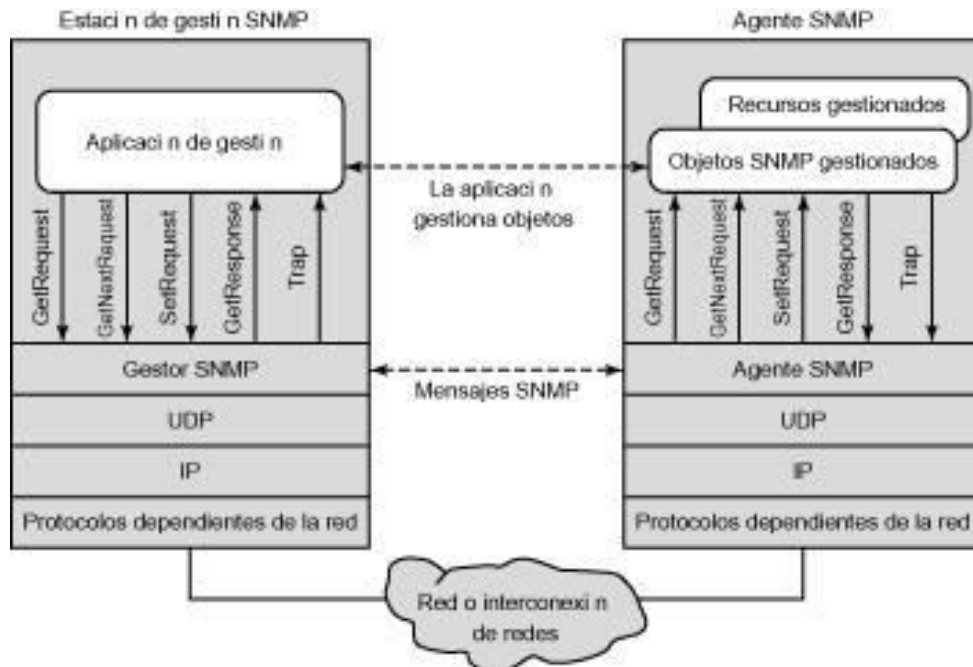 Estaci n de gesti n SNMP
Agente SNMP
Aplicaci n de gesti n
Recursos gestionados
Objetos SNMP gestionados
La aplicaci n
gestiona objetos
GetRequest
GetNextRequest
SetRequest
GetResponse
Trap
GetRequest
GetNextRequest
SetRequest
GetResponse
Trap
Gestor SNMP
Mensajes SNMP
Agente SNMP
UDP
UDP
IP
IP
Protocolos dependientes de la red
Protocolos dependientes de la red
Red o interconexi n
de redes